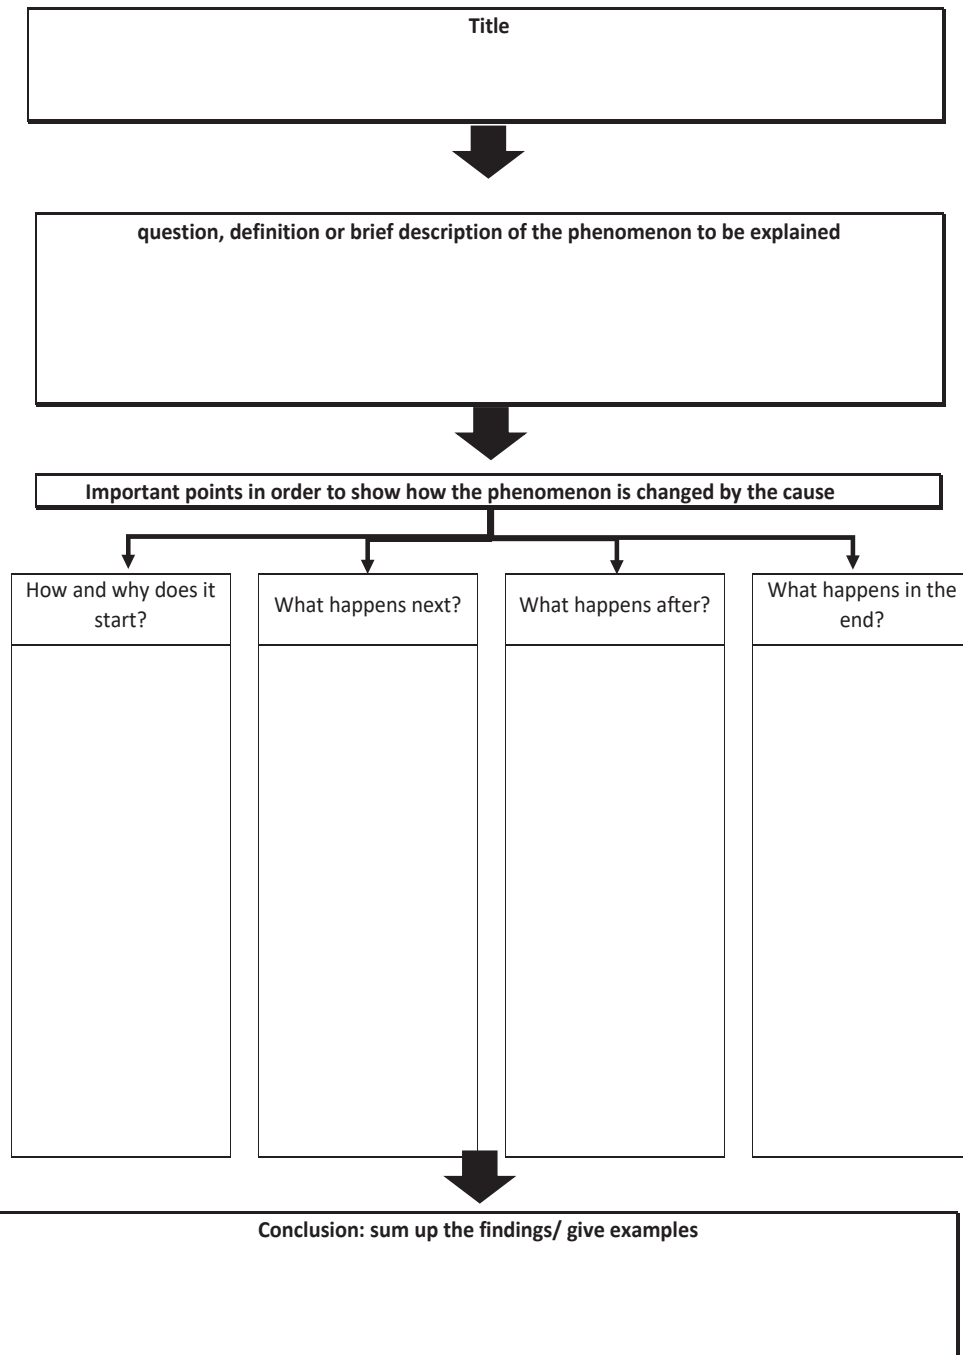 Title
question, definition or brief description of the phenomenon to be explained
Important points in order to show how the phenomenon is changed by the cause
How and why does it
start?
What happens next?
What happens after?
What happens in the
end?
Conclusion: sum up the findings/ give examples